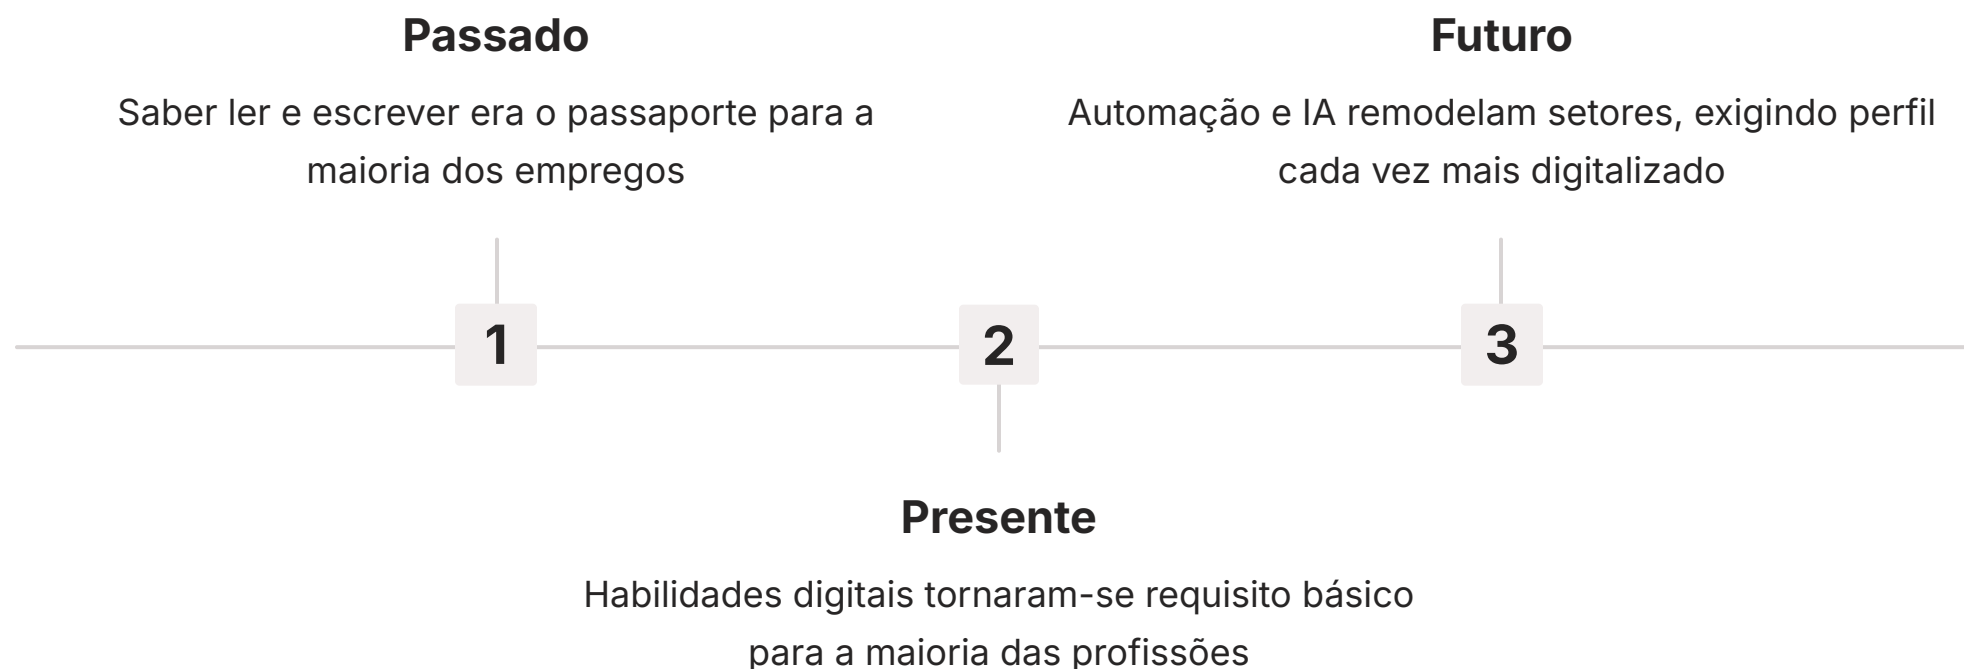 Passado
Saber ler e escrever era o passaporte para a
maioria dos empregos
Futuro
Automação e IA remodelam setores, exigindo perfil
cada vez mais digitalizado
1
2
3
Presente
Habilidades digitais tornaram-se requisito básico
para a maioria das profissões